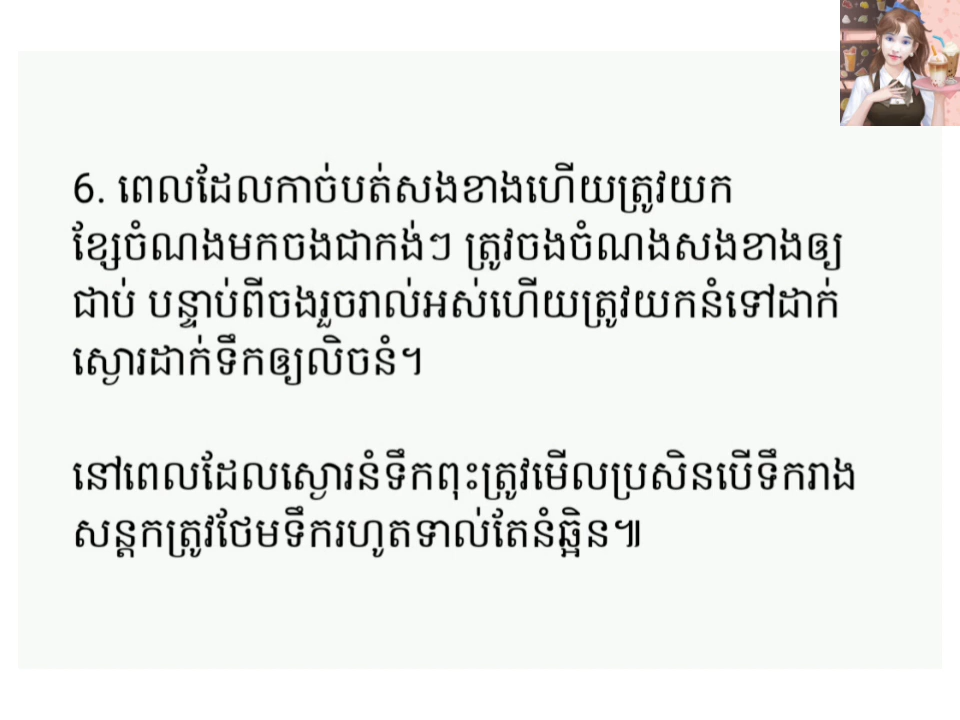 6. ពេលដែលកាច់បត់សងខាងហើយត្រូវយក
ខ្សែចំណងមកចងជាកង់ៗ ត្រូវចងចំណងសងខាងឲ្យ
ជាប់ បន្ទាប់ពីចងរួចរាល់អស់ហើយត្រូវយកនំទៅដាក់
ស្ងោរដាក់ទឹកឲ្យលិចនំ។
នៅពេលដែលស្ងោរនំទឹកពុះត្រូវមើលប្រសិនបើទឹករាង
សន្តកត្រូវថែមទឹករហូតទាល់តែនំឆ្អិន៕